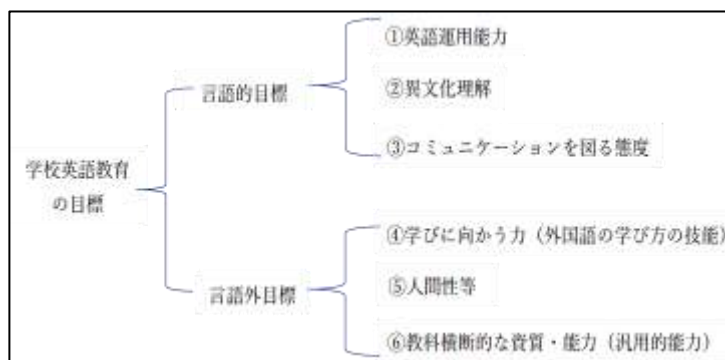 学校英語教育
の目標
言語的目標
①英語運用能力
②異文化理解
③コミュニケーションを図る態度
言語外目標
④学びに向かう力（外国語の学び方の技能）
⑤人間性等
⑥教科横断的な資質・能力（汎用的能力）